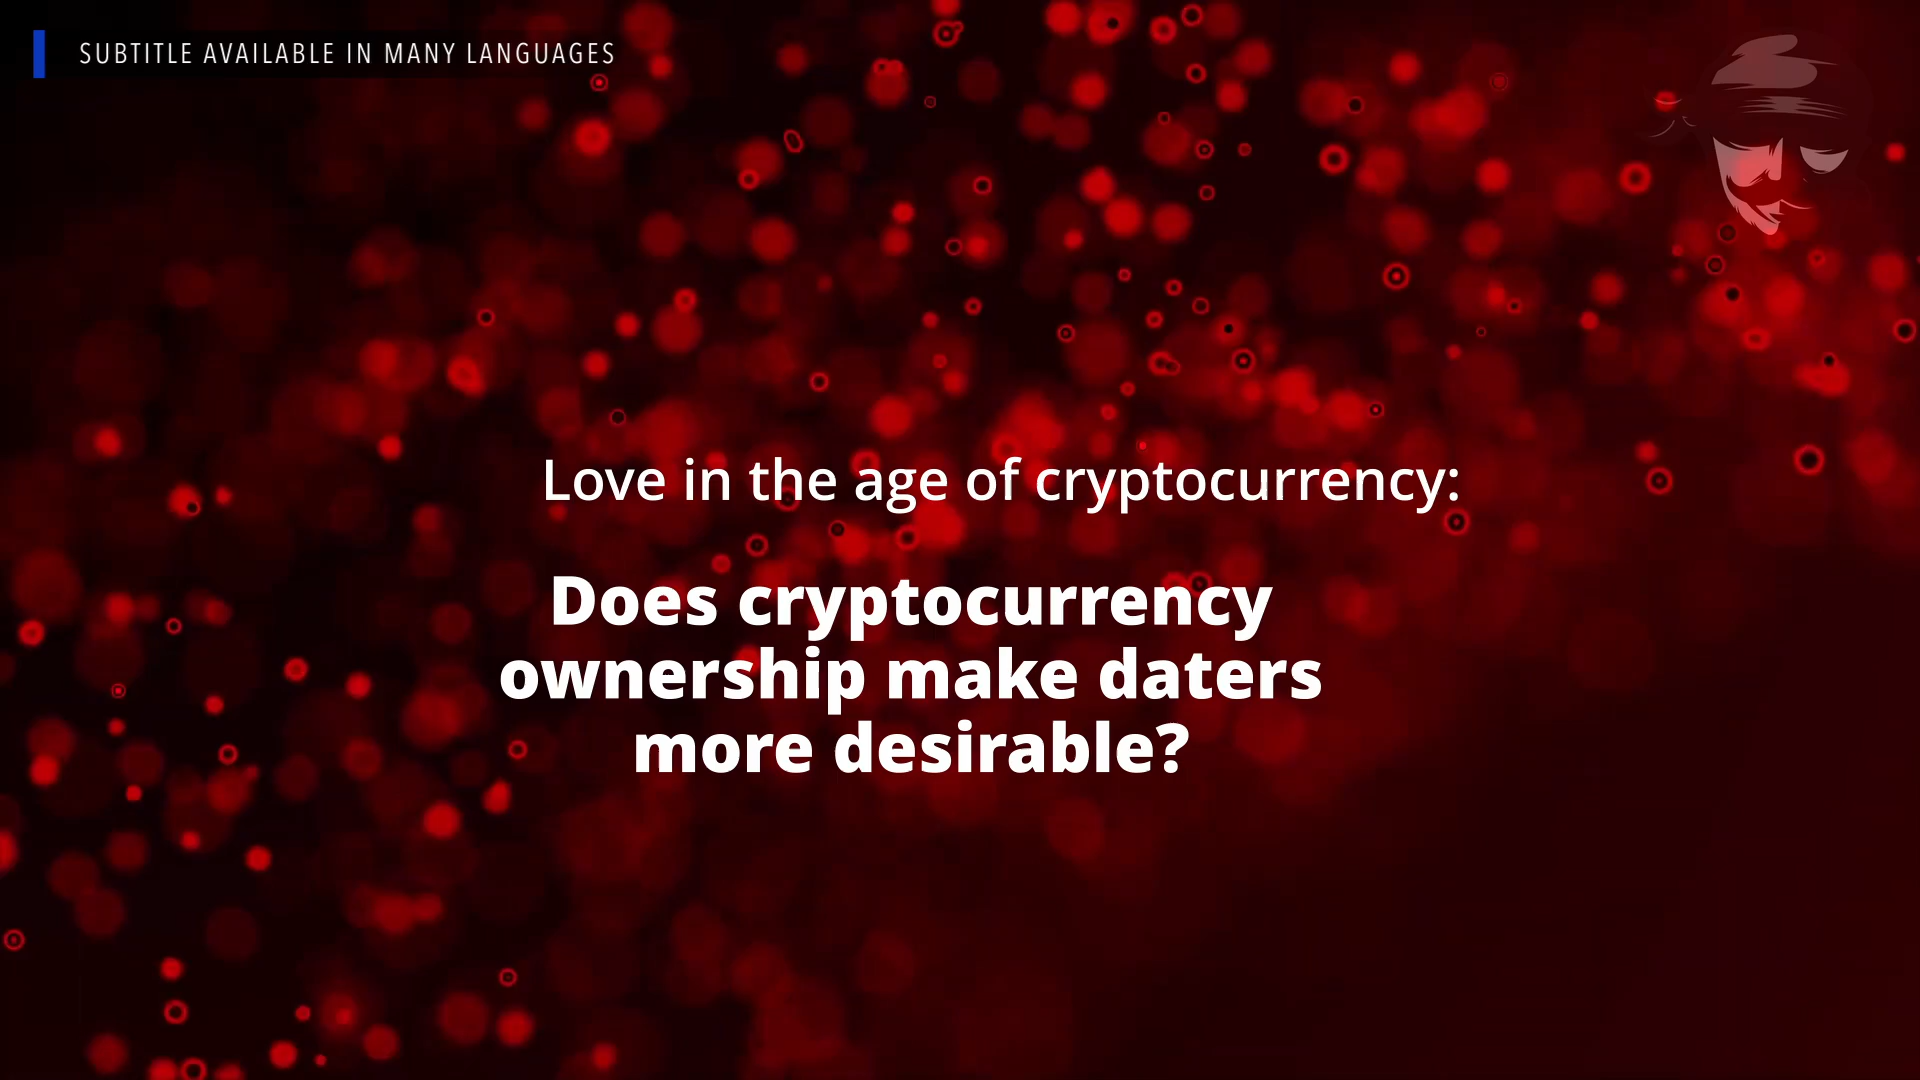 SUBTITLE AVAILABLE IN MANY LANGUAGES
Love in the age of cryptocurrency:
Does cryptocurrency
ownership make daters
more desirable?